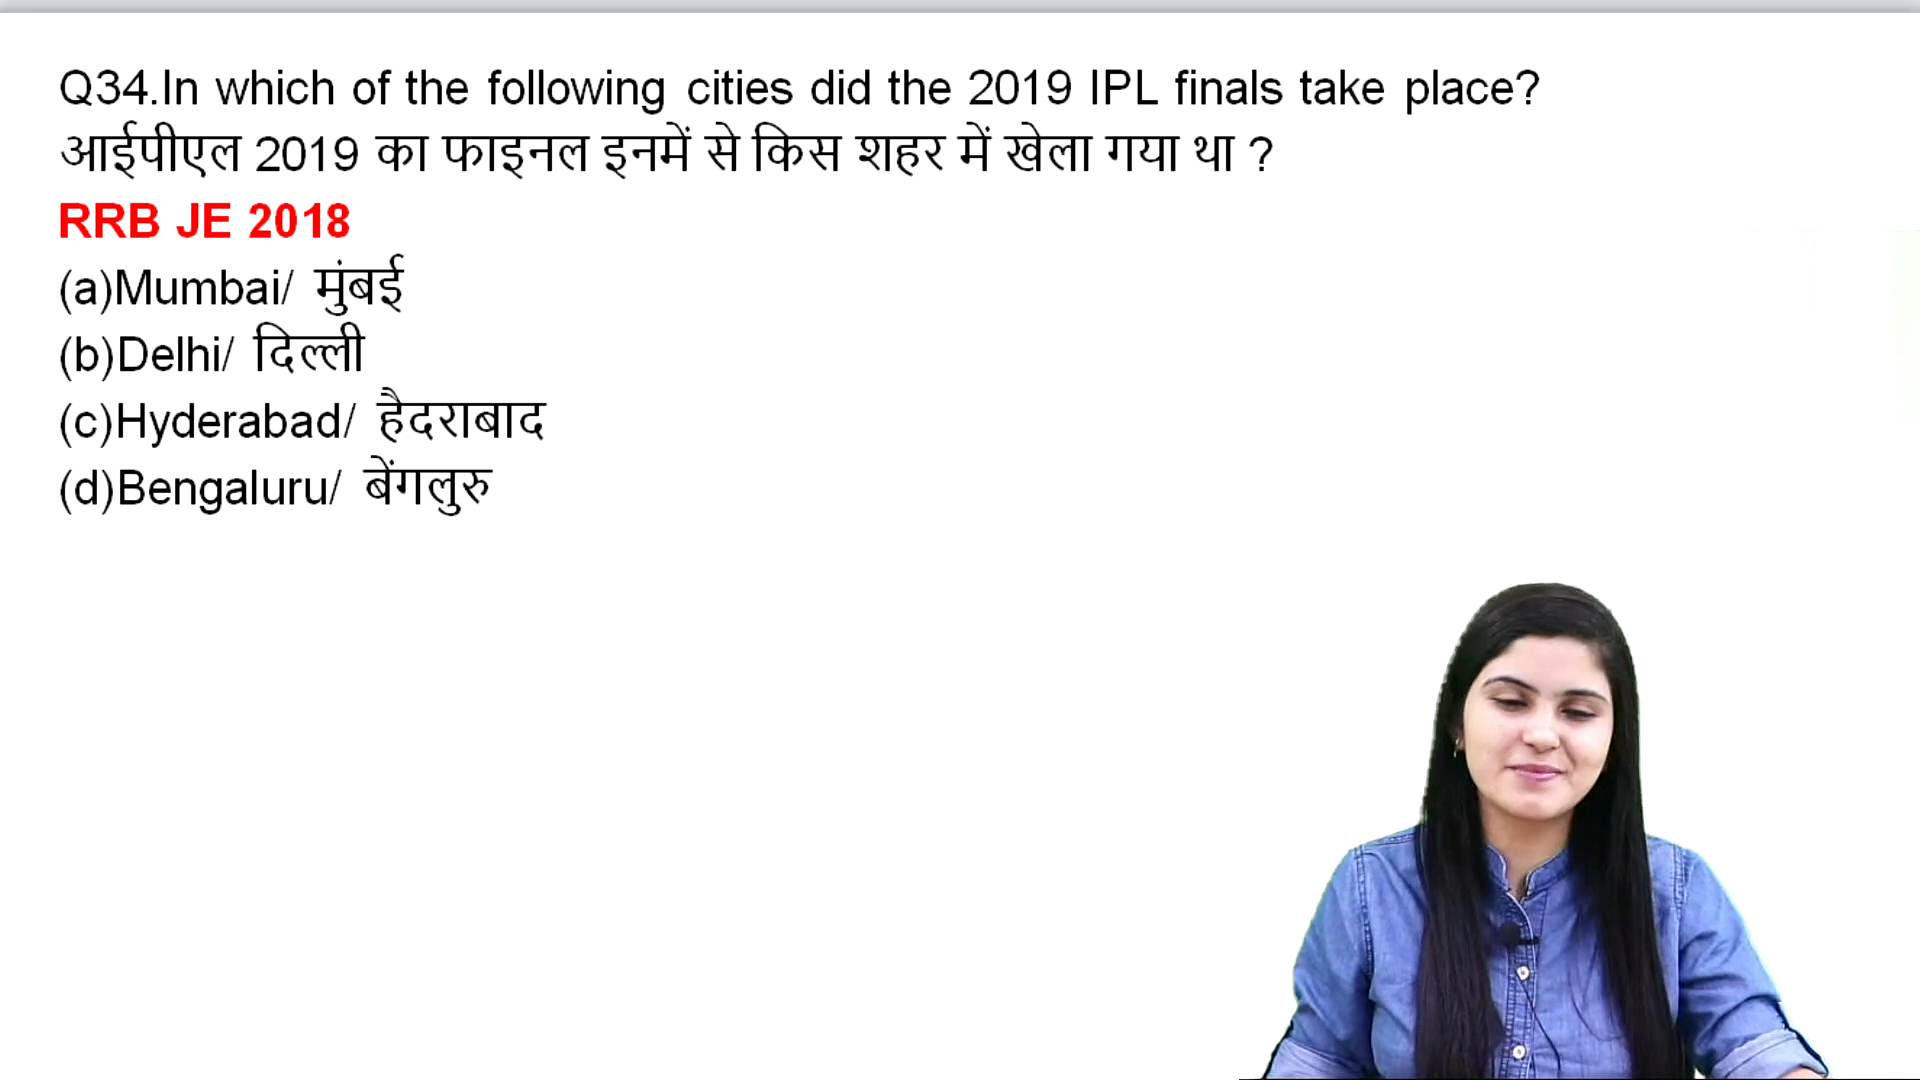 Q34.In which of the following cities did the 2019 IPL finals take place?
आईपीएल 2019 का फाइनल इनमें से किस शहर में खेला गया था ?
RRB JE 2018
(a)Mumbai/ मुंबई
(b)Delhi/ दिल्ली
(c)Hyderabad/ हैदराबाद
(d)Bengaluru/ बेंगलुरु